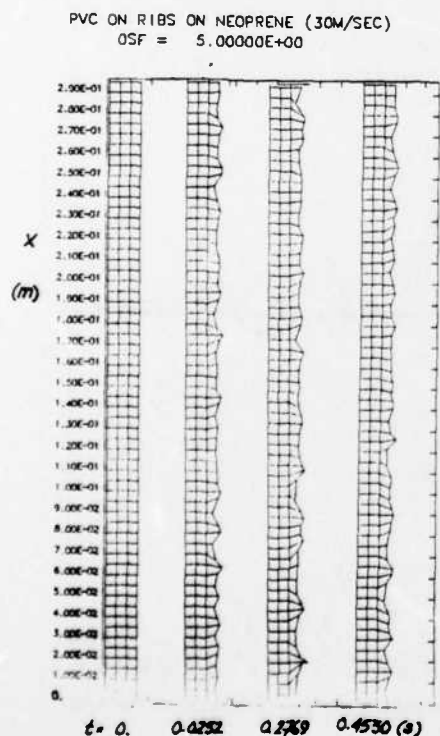 PVC ON RIBS ON NEOPRENE (30M/SEC)
OSF = 5.00000E+00
2.90E-01
2.80E-01
2.70E-01
2.60E-01
2.50E-01
2.40E-01
2.30E-01
2.20E-01
2.10E-01
2.00E-01
1.90E-01
1.80E-01
1.70E-01
1.60E-01
1.50E-01
1.40E-01
1.30E-01
1.20E-01
1.10E-01
1.00E-01
9.00E-02
8.00E-02
7.00E-02
6.00E-02
5.00E-02
4.00E-02
3.00E-02
2.00E-02
1.00E-02
0.
X
(m)
t = 0. 0.0252 0.2769 0.4530 (s)